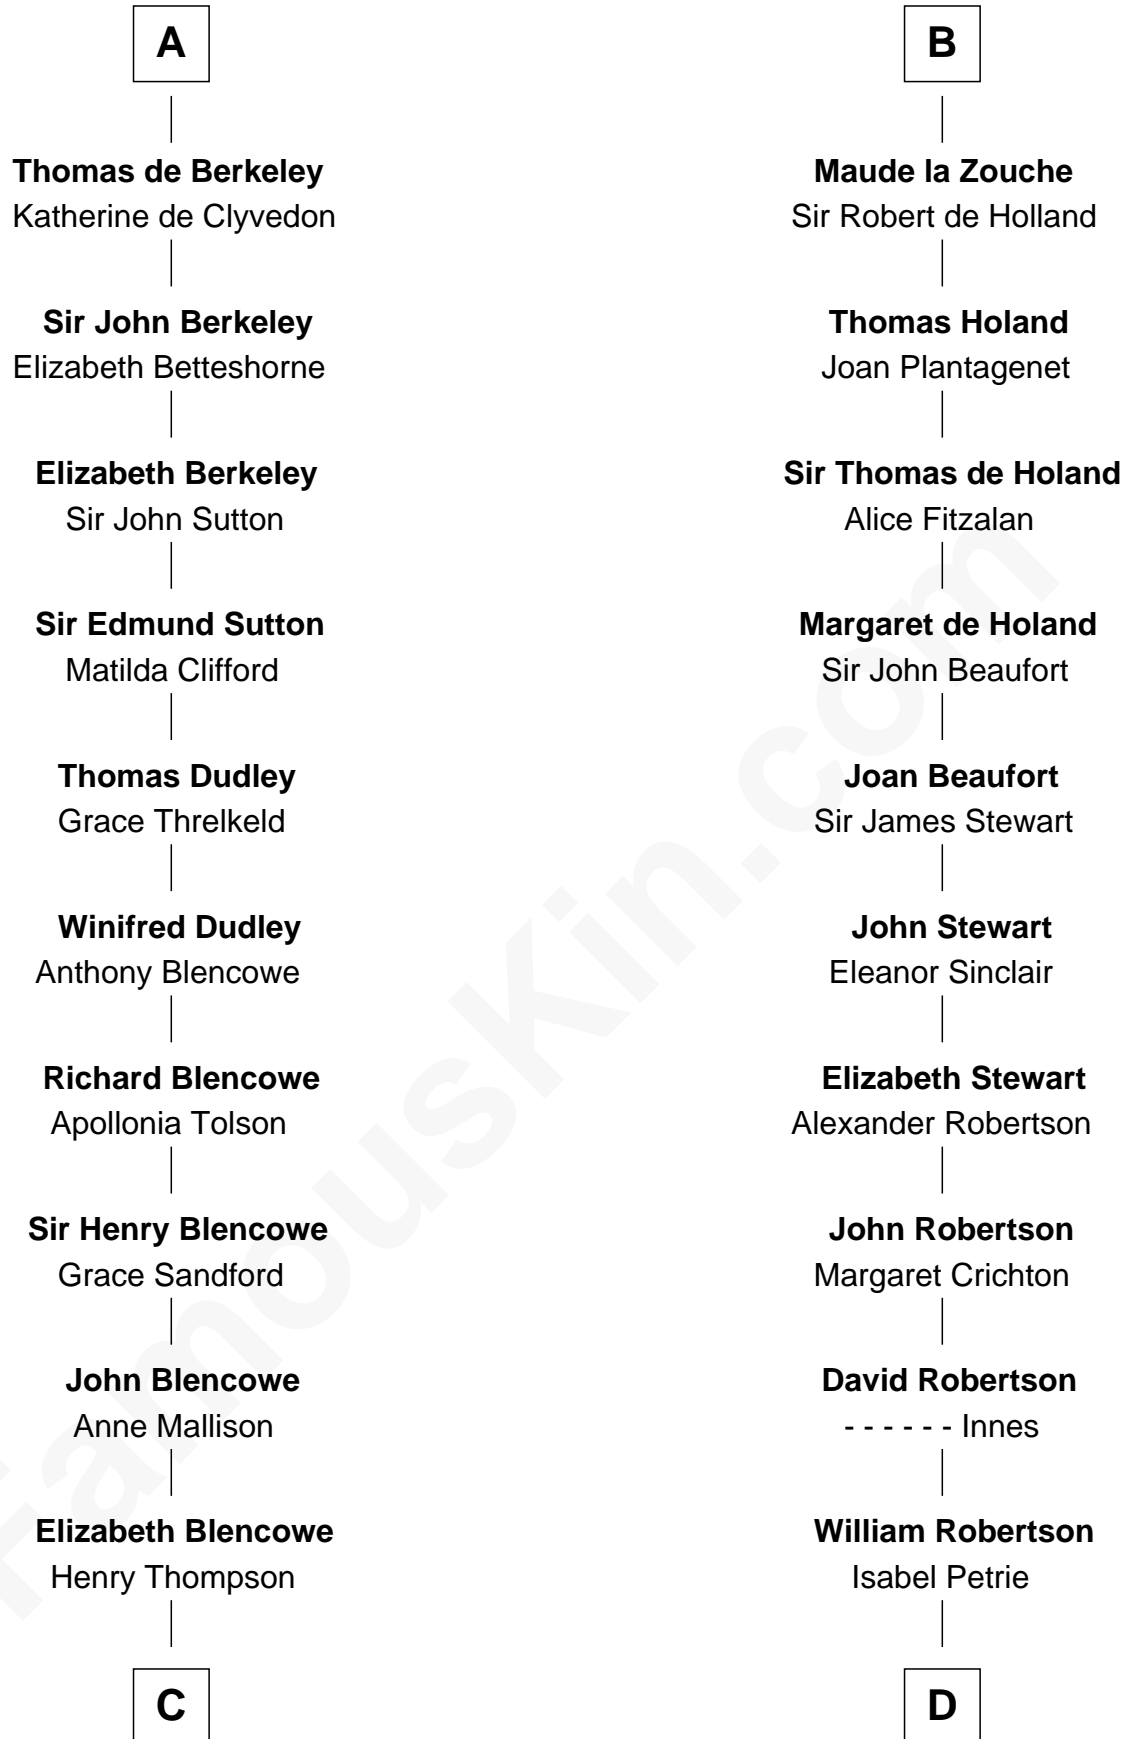 A
Thomas de Berkeley
Katherine de Clyvedon
Sir John Berkeley
Elizabeth Betteshorne
Elizabeth Berkeley
Sir John Sutton
Sir Edmund Sutton
Matilda Clifford
Thomas Dudley
Grace Threlkeld
Winifred Dudley
Anthony Blencowe
Richard Blencowe
Apollonia Tolson
Sir Henry Blencowe
Grace Sandford
John Blencowe
Anne Mallison
Elizabeth Blencowe
Henry Thompson
C
B
Maude la Zouche
Sir Robert de Holland
Thomas Holand
Joan Plantagenet
Sir Thomas de Holand
Alice Fitzalan
Margaret de Holand
Sir John Beaufort
Joan Beaufort
Sir James Stewart
John Stewart
Eleanor Sinclair
Elizabeth Stewart
Alexander Robertson
John Robertson
Margaret Crichton
David Robertson
- - - - - - Innes
William Robertson
Isabel Petrie
D
FamousKin.com